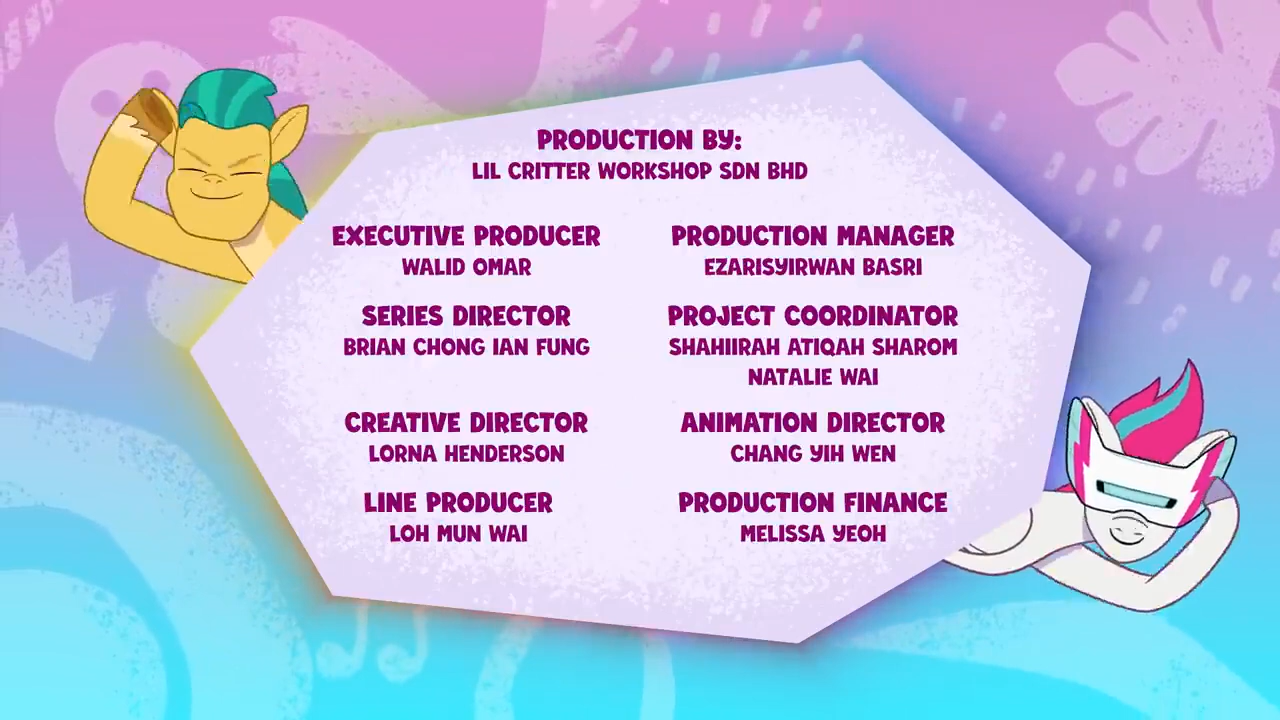 PRODUCTION BY:
LIL CRITTER WORKSHOP SDN BHD
EXECUTIVE PRODUCER
WALID OMAR
SERIES DIRECTOR
BRIAN CHONG IAN FUNG
CREATIVE DIRECTOR
LORNA HENDERSON
LINE PRODUCER
LOH MUN WAI
PRODUCTION MANAGER
EZARISYIRWAN BASRI
PROJECT COORDINATOR
SHAHIIRAH ATIQAH SHAROM
NATALIE WAI
ANIMATION DIRECTOR
CHANG YIH WEN
PRODUCTION FINANCE
MELISSA YEOH